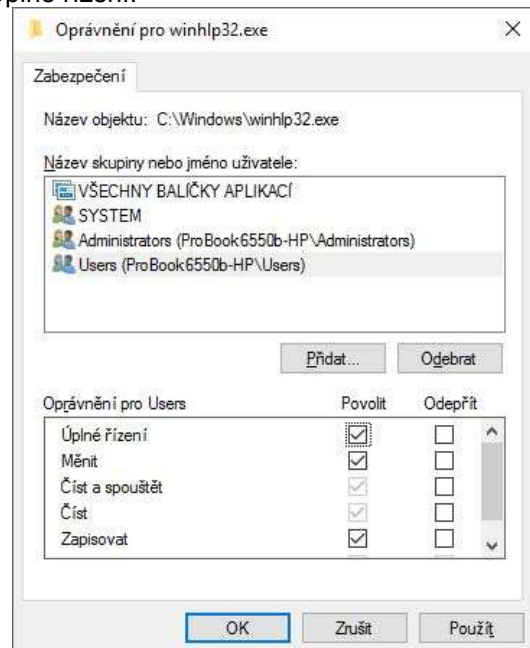 Oprávnění pro winhlp32.exe
Zabezpečení
Název objektu: C:\Windows\winhlp32.exe
Název skupiny nebo jméno uživatele:
VŠECHNY BALÍČKY APLIKACÍ
SYSTEM
Administrators (ProBook6550b-HP\Administrators)
Users (ProBook6550b-HP\Users)
Přidat... Odebrat
Oprávnění pro Users Povolit Odepřít
Úplné řízení
Měnit
Číst a spouštět
Číst
Zapisovat
OK Zrušit Použít